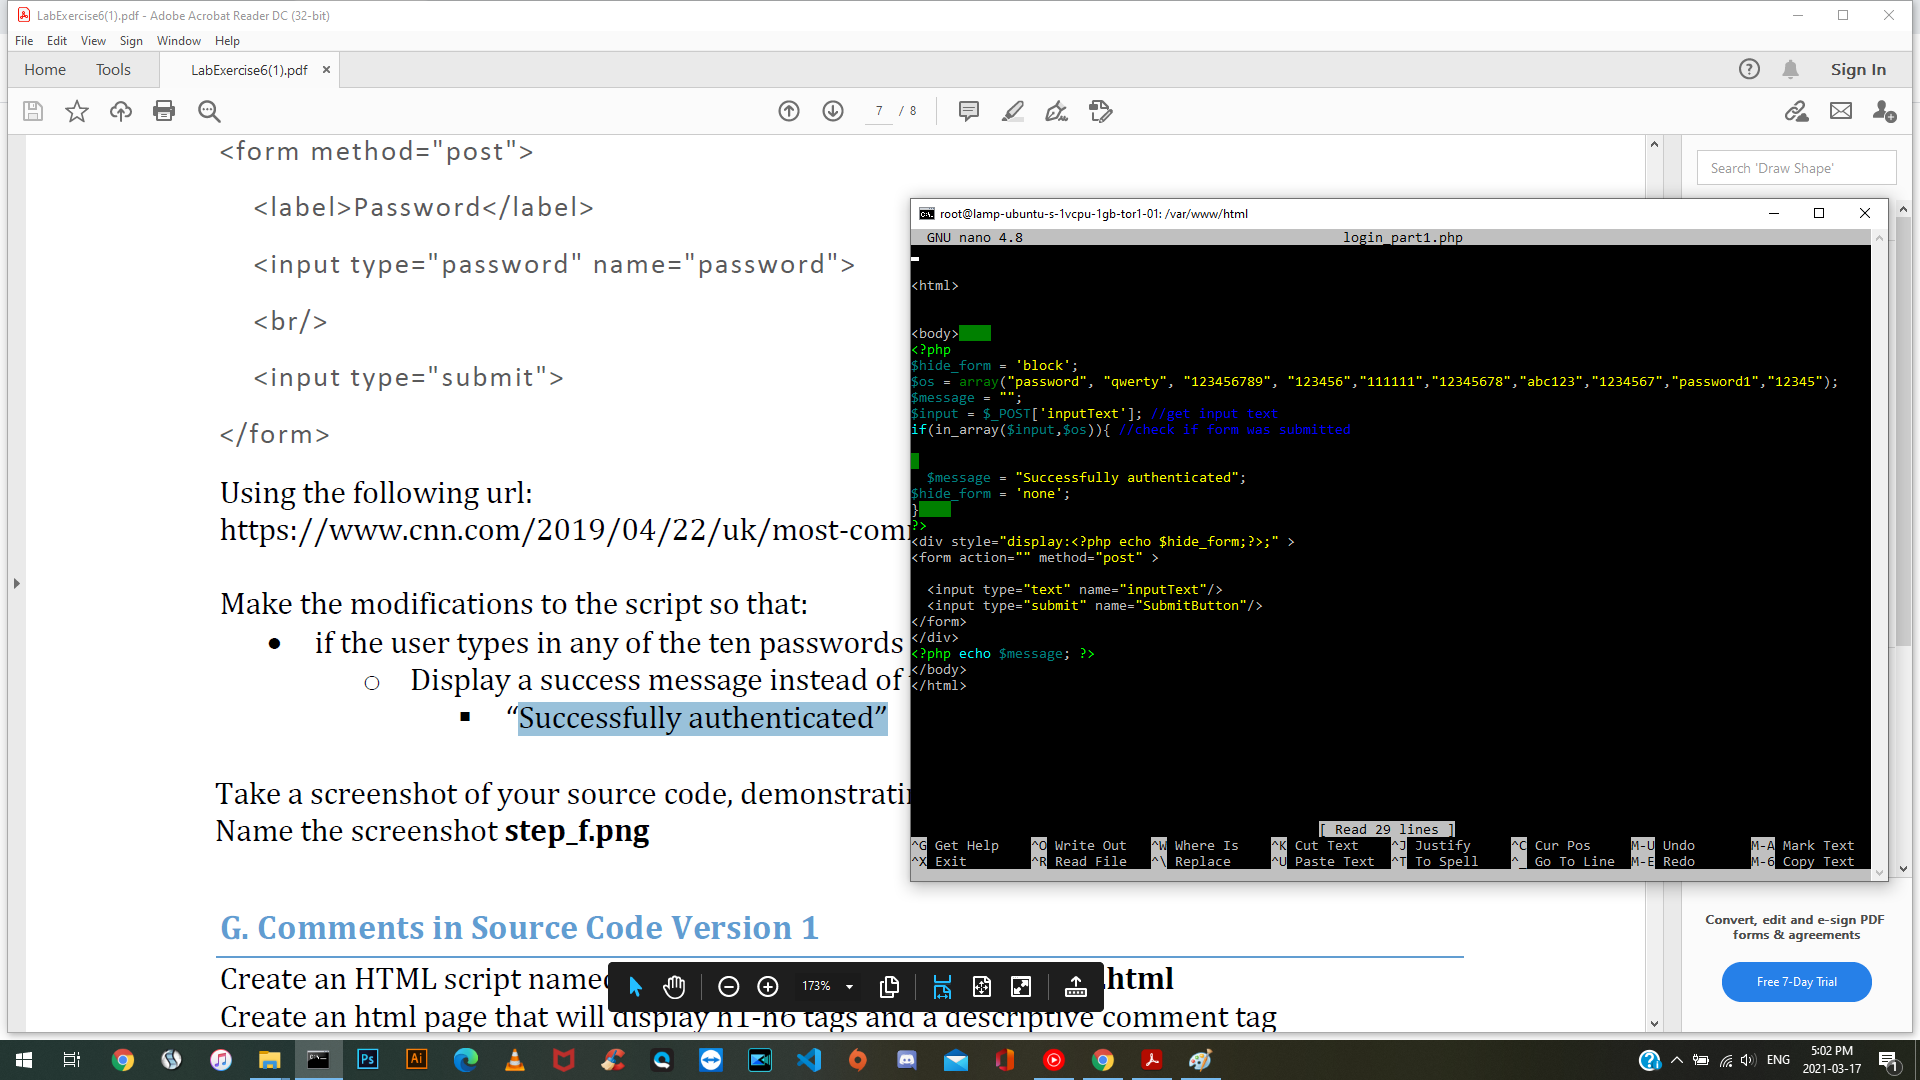 LabExercise6(1).pdf - Adobe Acrobat Reader DC (32-bit)
File Edit View Sign Window Help
Home Tools LabExercise6(1).pdf × Sign In
7 / 8
Search 'Draw Shape'
<form method="post">
<label>Password</label>
<input type="password" name="password">
<br/>
<input type="submit">
</form>
Using the following url:
https://www.cnn.com/2019/04/22/uk/most-com
Make the modifications to the script so that:
• if the user types in any of the ten passwords
○ Display a success message instead of
▪ “Successfully authenticated”
Take a screenshot of your source code, demonstrati
Name the screenshot step_f.png
G. Comments in Source Code Version 1
Create an HTML script named .html
Create an html page that will display h1-h6 tags and a descriptive comment tag
173%
root@lamp-ubuntu-s-1vcpu-1gb-tor1-01: /var/www/html
GNU nano 4.8 login_part1.php
<html>
<body>
<?php
$hide_form = 'block';
$os = array("password", "qwerty", "123456789", "123456","111111","12345678","abc123","1234567","password1","12345");
$message = "";
$input = $_POST['inputText']; //get input text
if(in_array($input,$os)){ //check if form was submitted
$message = "Successfully authenticated";
$hide_form = 'none';
}
?>
<div style="display:<?php echo $hide_form;?>;" >
<form action="" method="post" >
<input type="text" name="inputText"/>
<input type="submit" name="SubmitButton"/>
</form>
</div>
<?php echo $message; ?>
</body>
</html>
[ Read 29 lines ]
^G Get Help ^O Write Out ^W Where Is ^K Cut Text ^J Justify ^C Cur Pos M-U Undo M-A Mark Text
^X Exit ^R Read File ^\ Replace ^U Paste Text ^T To Spell ^_ Go To Line M-E Redo M-6 Copy Text
Convert, edit and e-sign PDF
forms & agreements
Free 7-Day Trial
ENG
5:02 PM
2021-03-17